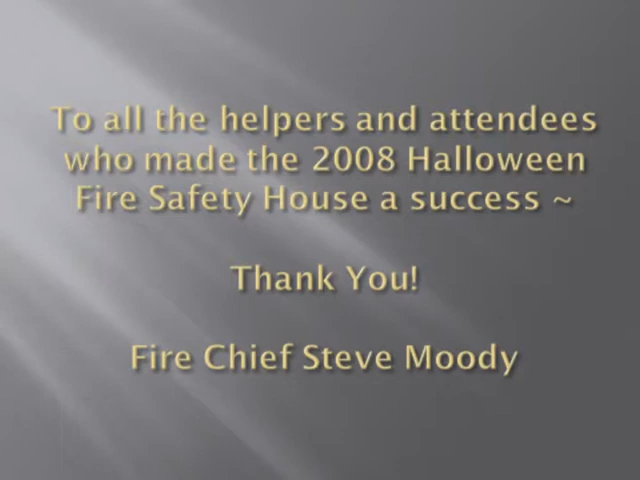 To all the helpers and attendees
who made the 2008 Halloween
Fire Safety House a success ~
Thank You!
Fire Chief Steve Moody